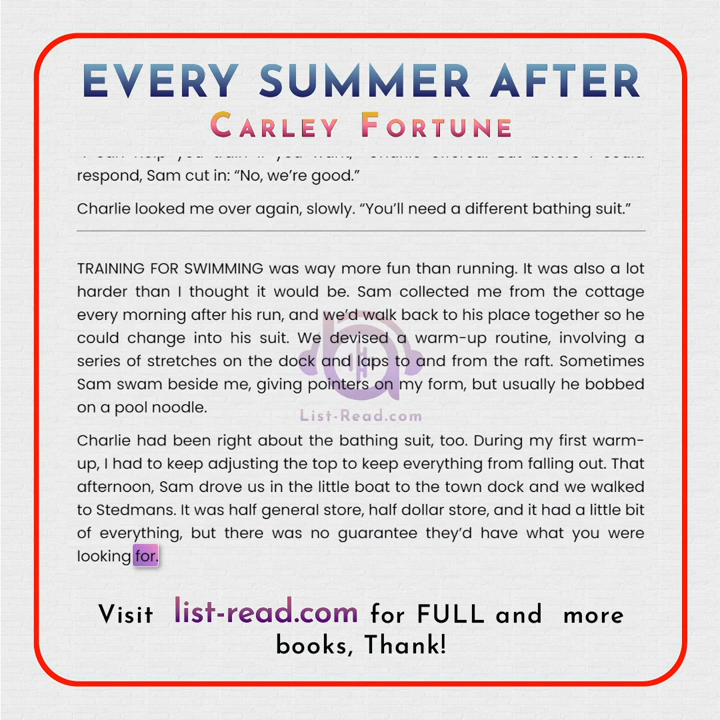 EVERY SUMMER AFTER
CARLEY FORTUNE
respond, Sam cut in: “No, we’re good.”
Charlie looked me over again, slowly. “You’ll need a different bathing suit.”
TRAINING FOR SWIMMING was way more fun than running. It was also a lot
harder than I thought it would be. Sam collected me from the cottage
every morning after his run, and we’d walk back to his place together so he
could change into his suit. We devised a warm-up routine, involving a
series of stretches on the dock and laps to and from the raft. Sometimes
Sam swam beside me, giving pointers on my form, but usually he bobbed
on a pool noodle.
List-Read.com
Charlie had been right about the bathing suit, too. During my first warm-
up, I had to keep adjusting the top to keep everything from falling out. That
afternoon, Sam drove us in the little boat to the town dock and we walked
to Stedmans. It was half general store, half dollar store, and it had a little bit
of everything, but there was no guarantee they’d have what you were
looking for.
Visit list-read.com for FULL and more
books, Thank!